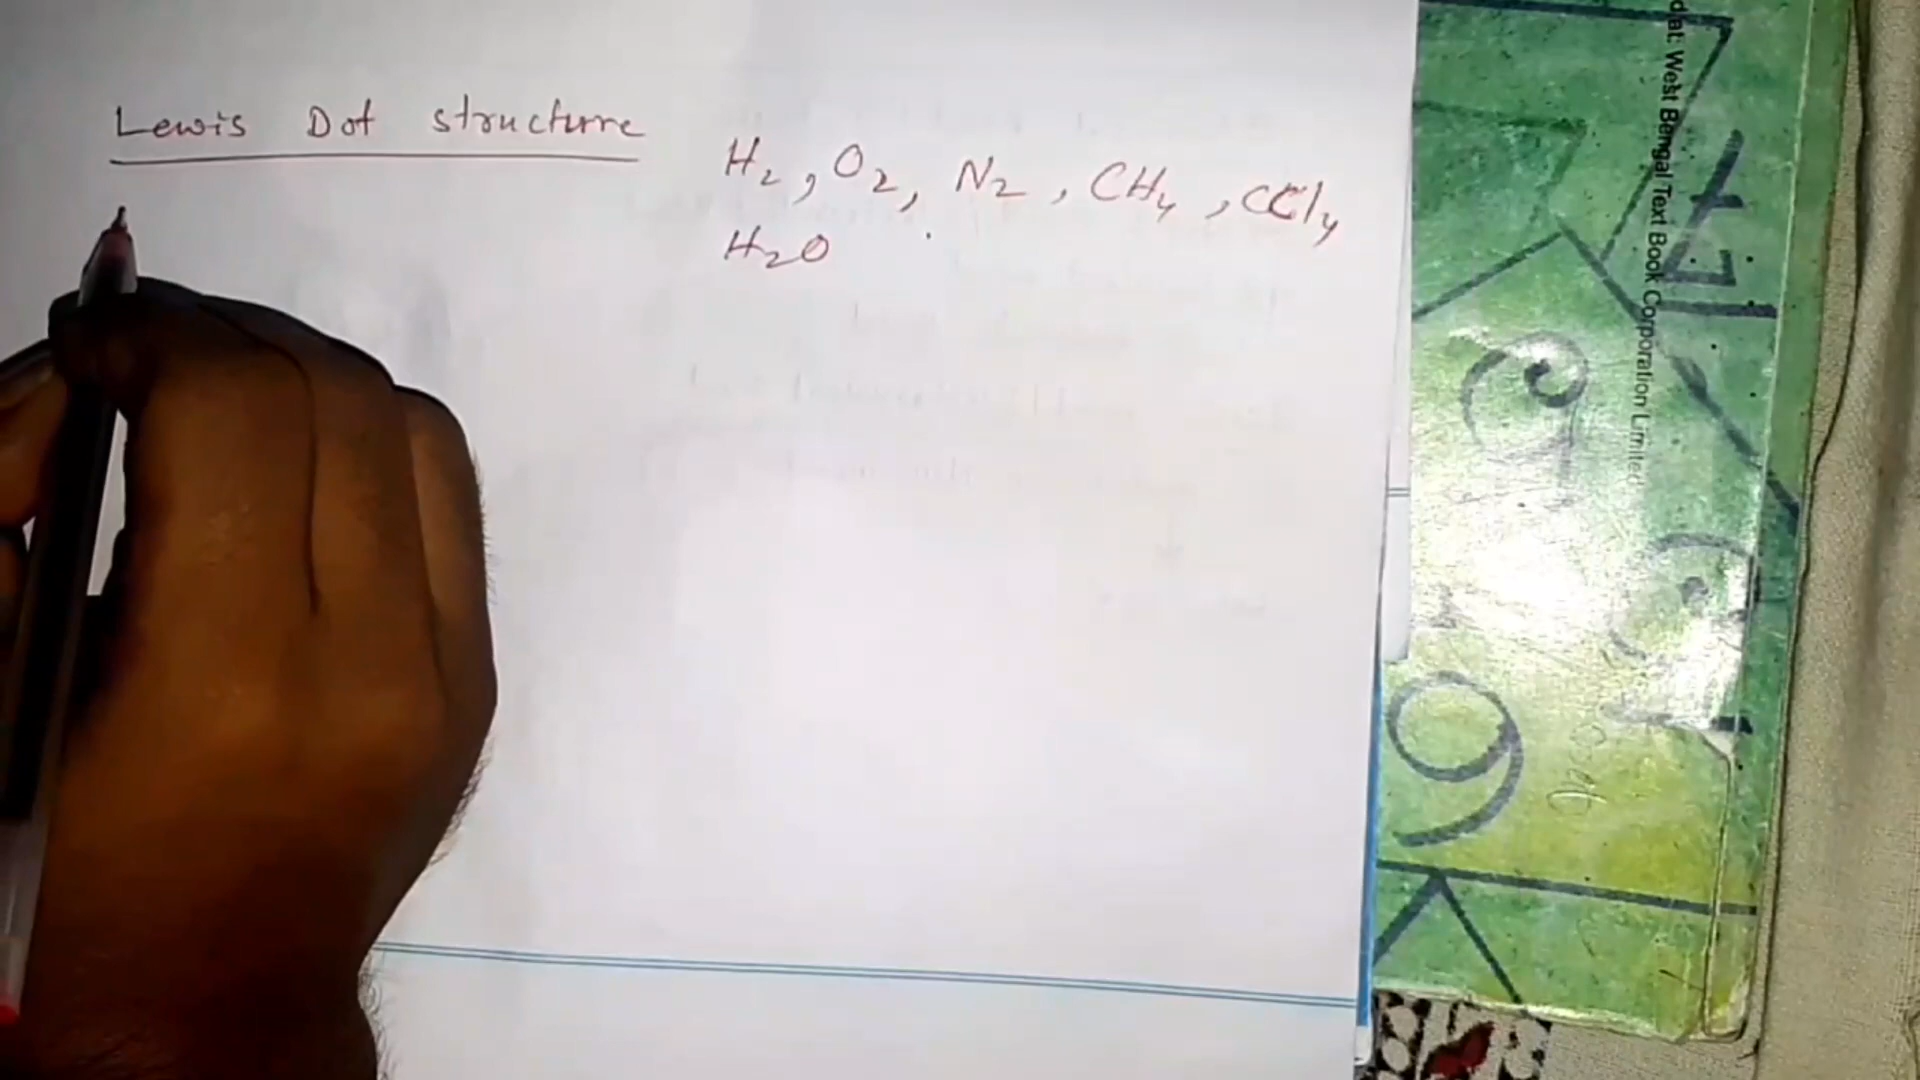 Lewis Dot structure
H₂, O₂, N₂, CH₄, CCl₄
H₂O
dat: West Bengal Text Book Corporation Limited